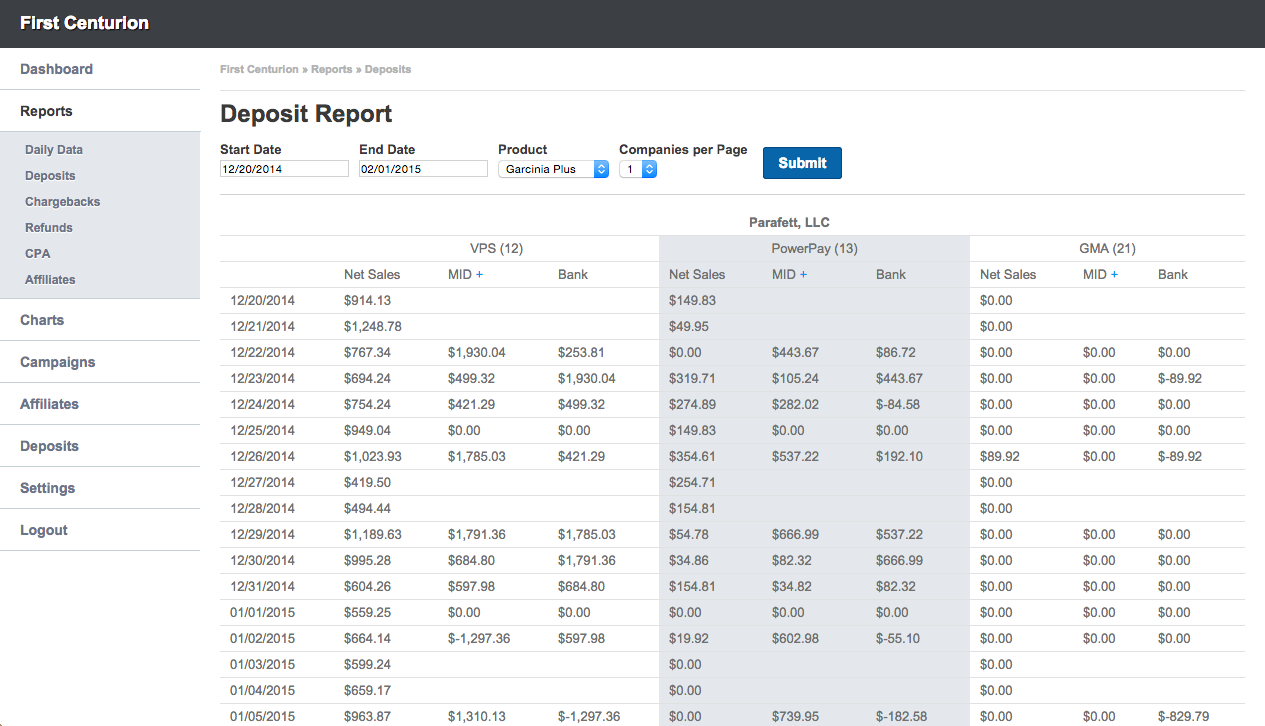 First Centurion
Dashboard
Reports
Daily Data
Deposits
Chargebacks
Refunds
CPA
Affiliates
Charts
Campaigns
Affiliates
Deposits
Settings
Logout
First Centurion » Reports » Deposits
Deposit Report
Start Date End Date Product Companies per Page
12/20/2014 02/01/2015 Garcinia Plus 1 Submit
Parafett, LLC
VPS (12) PowerPay (13) GMA (21)
Net Sales MID + Bank Net Sales MID + Bank Net Sales MID + Bank
12/20/2014 $914.13 $149.83 $0.00
12/21/2014 $1,248.78 $49.95 $0.00
12/22/2014 $767.34 $1,930.04 $253.81 $0.00 $443.67 $86.72 $0.00 $0.00 $0.00
12/23/2014 $694.24 $499.32 $1,930.04 $319.71 $105.24 $443.67 $0.00 $0.00 $-89.92
12/24/2014 $754.24 $421.29 $499.32 $274.89 $282.02 $-84.58 $0.00 $0.00 $0.00
12/25/2014 $949.04 $0.00 $0.00 $149.83 $0.00 $0.00 $0.00 $0.00 $0.00
12/26/2014 $1,023.93 $1,785.03 $421.29 $354.61 $537.22 $192.10 $89.92 $0.00 $-89.92
12/27/2014 $419.50 $254.71 $0.00
12/28/2014 $494.44 $154.81 $0.00
12/29/2014 $1,189.63 $1,791.36 $1,785.03 $54.78 $666.99 $537.22 $0.00 $0.00 $0.00
12/30/2014 $995.28 $684.80 $1,791.36 $34.86 $82.32 $666.99 $0.00 $0.00 $0.00
12/31/2014 $604.26 $597.98 $684.80 $154.81 $34.82 $82.32 $0.00 $0.00 $0.00
01/01/2015 $559.25 $0.00 $0.00 $0.00 $0.00 $0.00 $0.00 $0.00 $0.00
01/02/2015 $664.14 $-1,297.36 $597.98 $19.92 $602.98 $-55.10 $0.00 $0.00 $0.00
01/03/2015 $599.24 $0.00 $0.00
01/04/2015 $659.17 $0.00 $0.00
01/05/2015 $963.87 $1,310.13 $-1,297.36 $0.00 $739.95 $-182.58 $0.00 $0.00 $-829.79